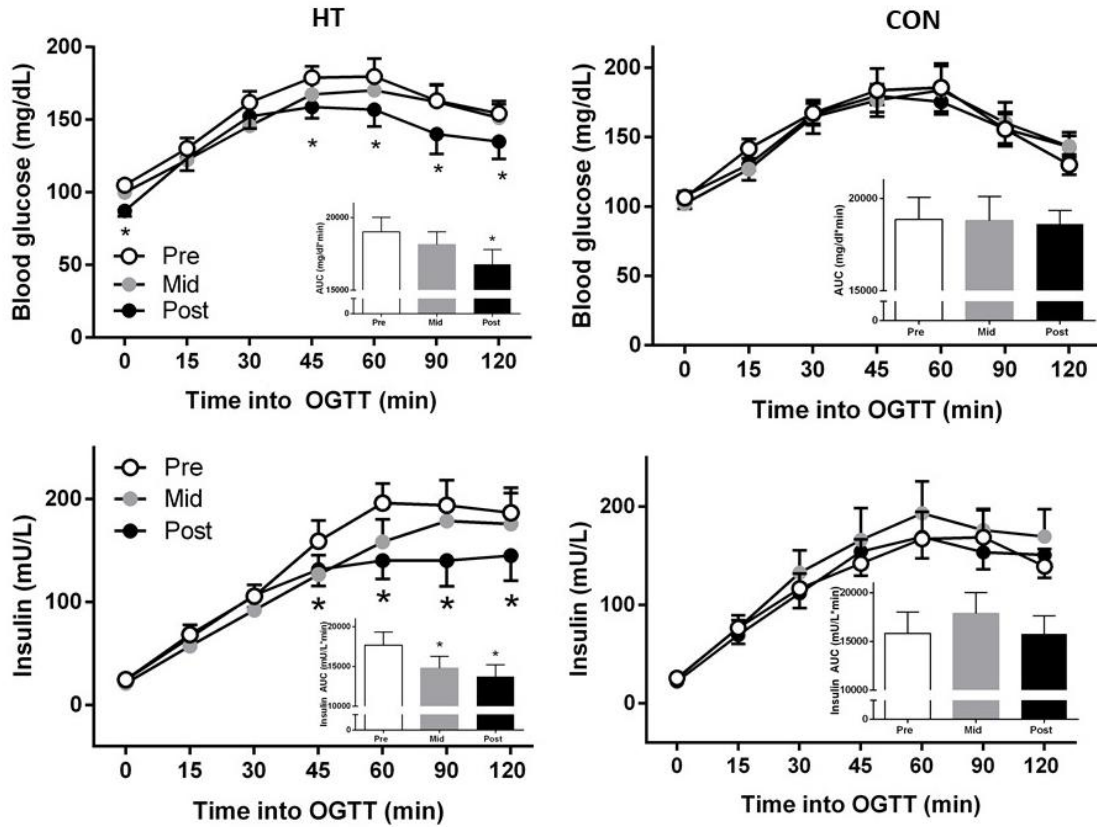 HT
Blood glucose (mg/dL)
200
150
100
50
0
*
*
*
*
*
Pre
Mid
Post
AUC (mg/dl*min)
20000
15000
0
*
Pre
Mid
Post
0
15
30
45
60
90
120
Time into OGTT (min)
CON
Blood glucose (mg/dL)
200
150
100
50
0
AUC (mg/dl*min)
20000
15000
0
Pre
Mid
Post
0
15
30
45
60
90
120
Time into OGTT (min)
Insulin (mU/L)
200
100
0
Pre
Mid
Post
*
*
*
*
Insulin AUC (mU/L*min)
20000
15000
10000
0
*
*
Pre
Mid
Post
0
15
30
45
60
90
120
Time into OGTT (min)
Insulin (mU/L)
200
100
0
Insulin AUC (mU/L*min)
20000
15000
10000
0
Pre
Mid
Post
0
15
30
45
60
90
120
Time into OGTT (min)